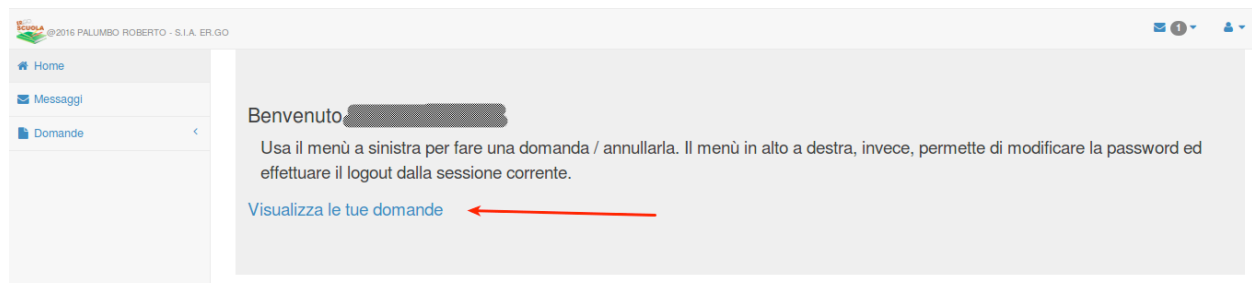 SCUOLA @2016 PALUMBO ROBERTO - S.I.A. ER.GO
1
Home
Messaggi
Domande
Benvenuto
Usa il menù a sinistra per fare una domanda / annullarla. Il menù in alto a destra, invece, permette di modificare la password ed
effettuare il logout dalla sessione corrente.
Visualizza le tue domande